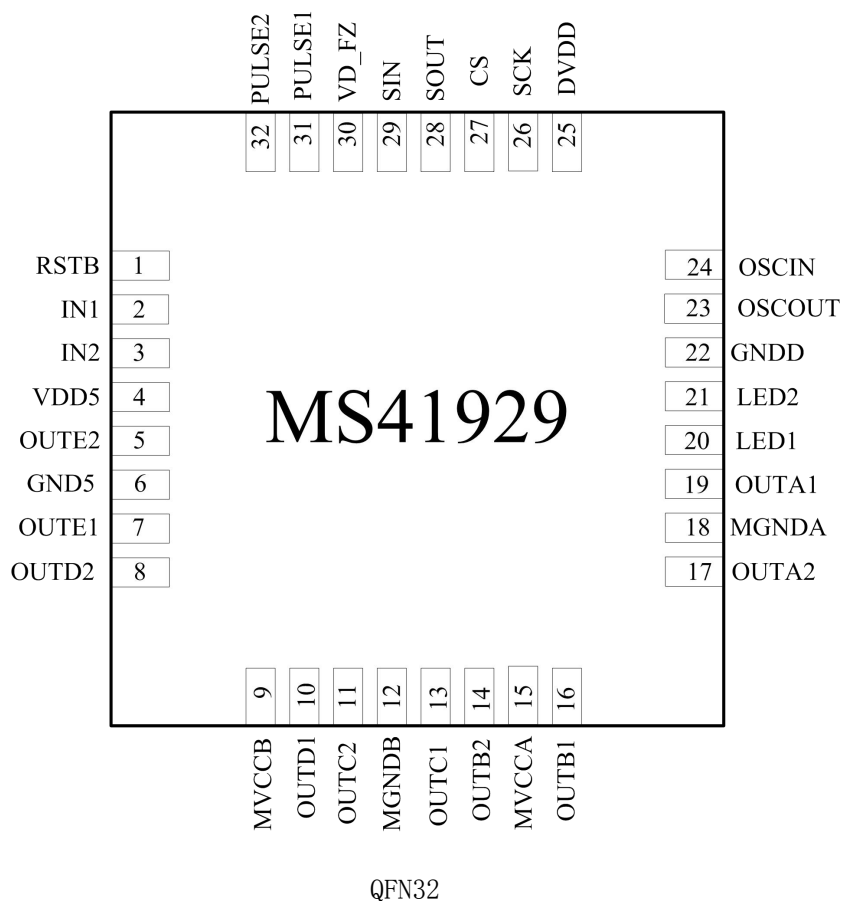 PULSE2
PULSE1
VD_FZ
SIN
SOUT
CS
SCK
DVDD
32
31
30
29
28
27
26
25
RSTB 1
IN1 2
IN2 3
VDD5 4
OUTE2 5
GND5 6
OUTE1 7
OUTD2 8
MS41929
24 OSCIN
23 OSCOUT
22 GNDD
21 LED2
20 LED1
19 OUTA1
18 MGNDA
17 OUTA2
9
10
11
12
13
14
15
16
MVCCB
OUTD1
OUTC2
MGNDB
OUTC1
OUTB2
MVCCA
OUTB1
QFN32